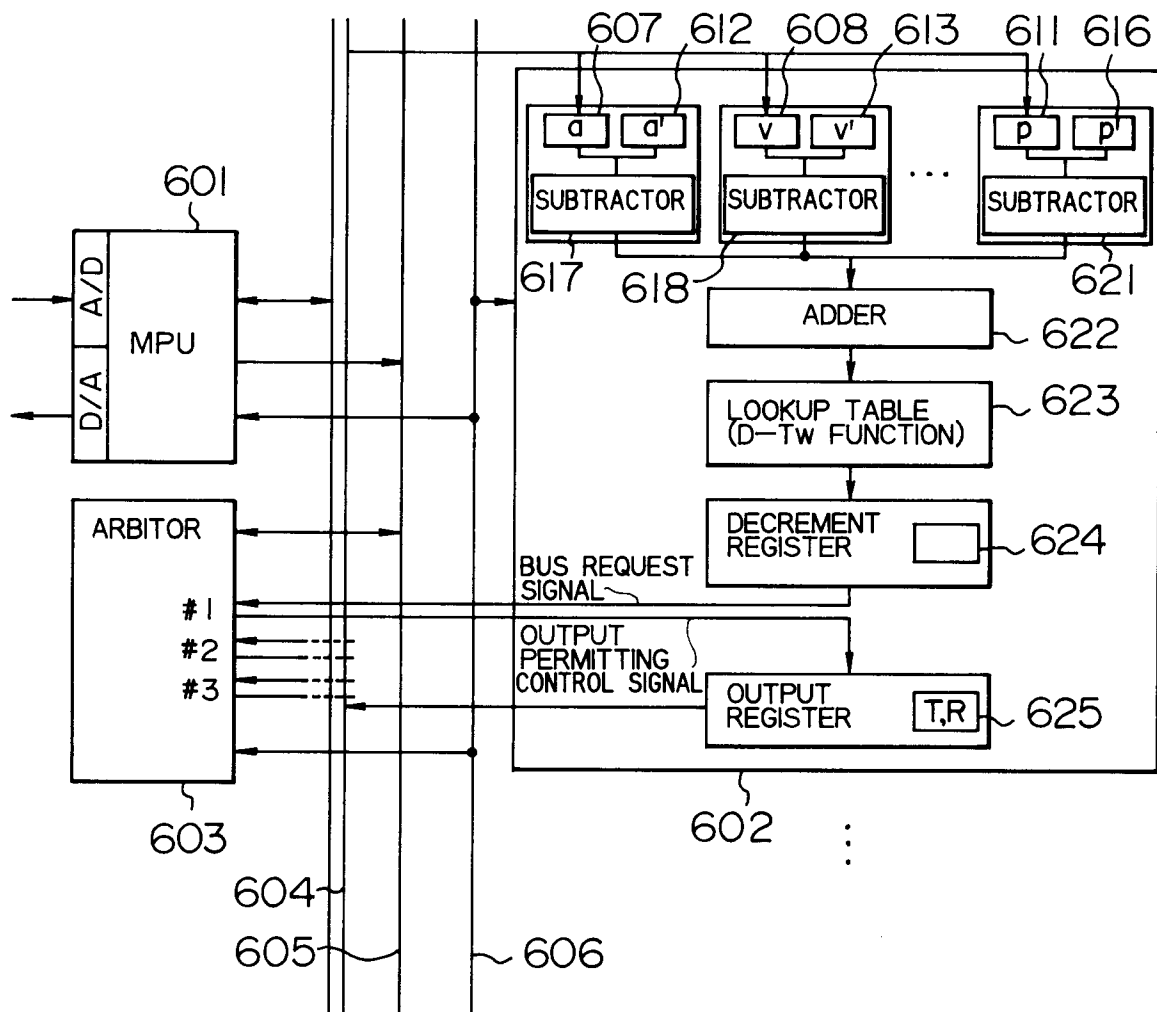 607 612 608 613 611 616
a a' v v' p p'
601
SUBTRACTOR SUBTRACTOR ... SUBTRACTOR
617 618 621
A/D
MPU
D/A
ADDER
622
LOOKUP TABLE
(D-TW FUNCTION)
623
ARBITOR
DECREMENT
REGISTER
624
BUS REQUEST
SIGNAL
#1
#2
#3
OUTPUT
PERMITTING
CONTROL SIGNAL
OUTPUT
REGISTER
T,R
625
603
602
604
605
606